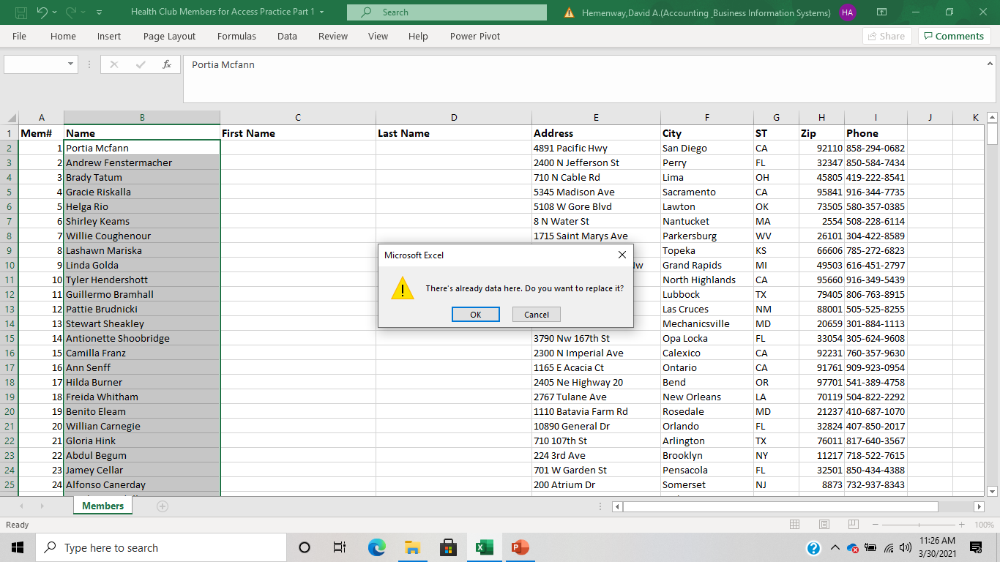 Health Club Members for Access Practice Part 1
Search
Hemenway,David A.(Accounting _Business Information Systems)
HA
File Home Insert Page Layout Formulas Data Review View Help Power Pivot
Share
Comments
fx
Portia Mcfann
A B C D E F G H I J K
1 Mem# Name First Name Last Name Address City ST Zip Phone
2 1 Portia Mcfann 4891 Pacific Hwy San Diego CA 92110 858-294-0682
3 2 Andrew Fenstermacher 2400 N Jefferson St Perry FL 32347 850-584-7434
4 3 Brady Tatum 710 N Cable Rd Lima OH 45805 419-222-8541
5 4 Gracie Riskalla 5345 Madison Ave Sacramento CA 95841 916-344-7735
6 5 Helga Rio 5108 W Gore Blvd Lawton OK 73505 580-357-0385
7 6 Shirley Keams 8 N Water St Nantucket MA 2554 508-228-6114
8 7 Willie Coughenour 1715 Saint Marys Ave Parkersburg WV 26101 304-422-8589
9 8 Lashawn Mariska Topeka KS 66606 785-272-6823
10 9 Linda Golda Nw Grand Rapids MI 49503 616-451-2797
11 10 Tyler Hendershott North Highlands CA 95660 916-349-5439
12 11 Guillermo Bramhall Lubbock TX 79405 806-763-8915
13 12 Pattie Brudnicki Las Cruces NM 88001 505-525-8255
14 13 Stewart Sheakley Mechanicsville MD 20659 301-884-1113
15 14 Antionette Shoobridge 3790 Nw 167th St Opa Locka FL 33054 305-624-9608
16 15 Camilla Franz 2300 N Imperial Ave Calexico CA 92231 760-357-9630
17 16 Ann Senff 1165 E Acacia Ct Ontario CA 91761 909-923-0954
18 17 Hilda Burner 2405 Ne Highway 20 Bend OR 97701 541-389-4758
19 18 Freida Whitham 2767 Tulane Ave New Orleans LA 70119 504-822-2292
20 19 Benito Eleam 1110 Batavia Farm Rd Rosedale MD 21237 410-687-1070
21 20 Willian Carnegie 10890 General Dr Orlando FL 32824 407-850-2017
22 21 Gloria Hink 710 107th St Arlington TX 76011 817-640-3567
23 22 Abdul Begum 224 3rd Ave Brooklyn NY 11217 718-522-7615
24 23 Jamey Cellar 701 W Garden St Pensacola FL 32501 850-434-4388
25 24 Alfonso Canerday 200 Atrium Dr Somerset NJ 8873 732-937-8343
Microsoft Excel
There's already data here. Do you want to replace it?
OK Cancel
Members
Ready
100%
Type here to search
11:26 AM
3/30/2021